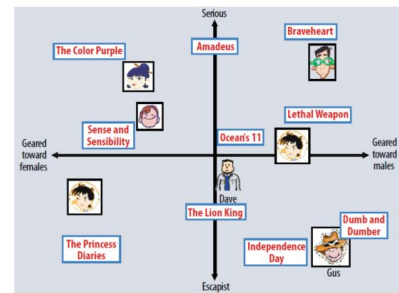 Serious
Braveheart
The Color Purple
Amadeus
Lethal Weapon
Sense and
Sensibility
Ocean's 11
Geared
toward
females
Geared
toward
males
Dave
The Lion King
Dumb and
Dumber
The Princess
Diaries
Independence
Day
Gus
Escapist